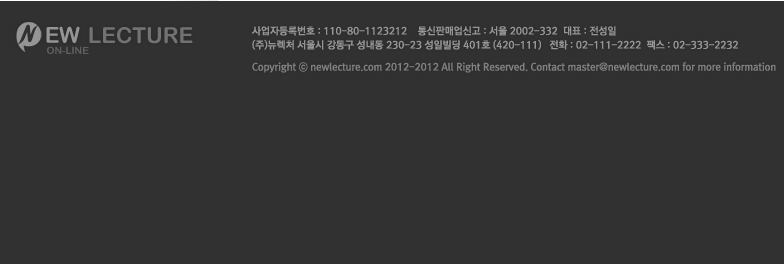 NEW LECTURE
ON-LINE
사업자등록번호 : 110-80-1123212 통신판매업신고 : 서울 2002-332 대표 : 전성일
(주)뉴렉처 서울시 강동구 성내동 230-23 성일빌딩 401호 (420-111) 전화 : 02-111-2222 팩스 : 02-333-2232
Copyright ⓒ newlecture.com 2012-2012 All Right Reserved. Contact master@newlecture.com for more information